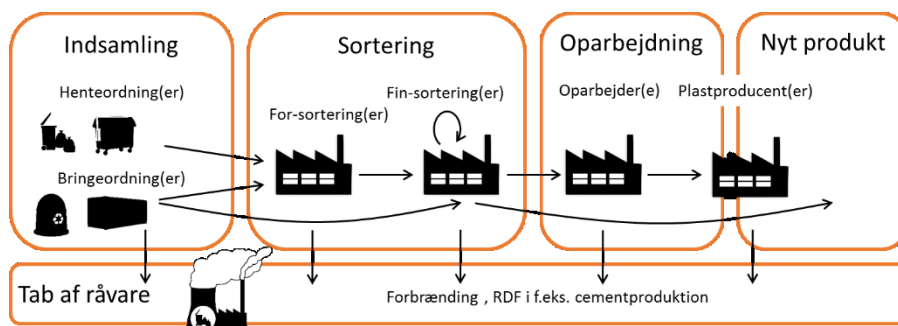 Indsamling
Sortering
Oparbejdning
Nyt produkt
Henteordning(er)
Fin-sortering(er)
Oparbejder(e)
Plastproducent(er)
For-sortering(er)
Bringeordning(er)
Tab af råvare
Forbrænding , RDF i f.eks. cementproduktion